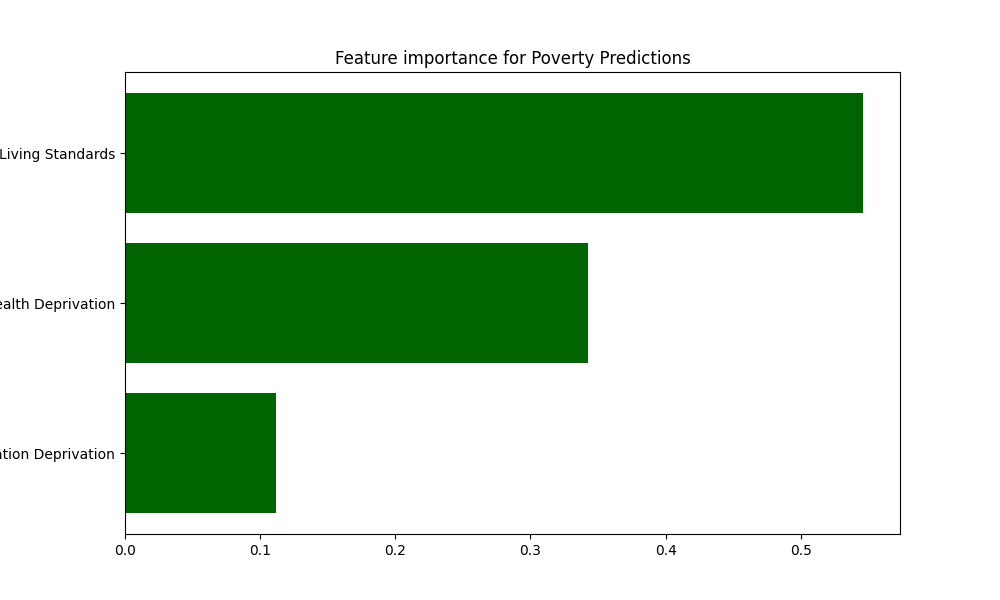 Feature importance for Poverty Predictions
Living Standards
ealth Deprivation
ation Deprivation
0.0 0.1 0.2 0.3 0.4 0.5